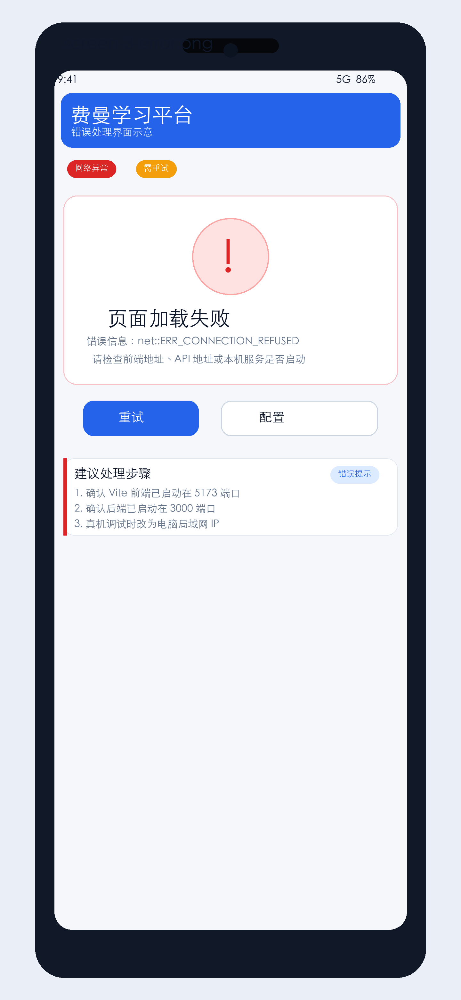 ong
9:41
5G 86%
费曼学习平台
错误处理界面示意
网络异常
需重试
!
页面加载失败
错误信息：net::ERR_CONNECTION_REFUSED
请检查前端地址、API 地址或本机服务是否启动
重试
配置
建议处理步骤
错误提示
1. 确认 Vite 前端已启动在 5173 端口
2. 确认后端已启动在 3000 端口
3. 真机调试时改为电脑局域网 IP